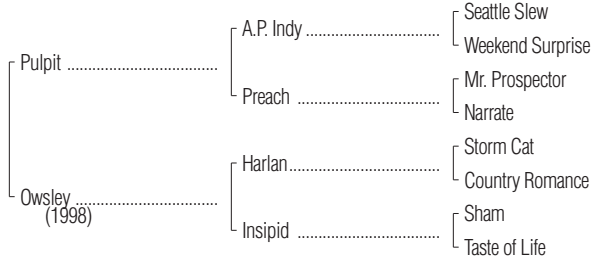 Seattle Slew
A.P. Indy ..............................
Weekend Surprise
Pulpit ..................................
Mr. Prospector
Preach ................................
Narrate
Storm Cat
Harlan..................................
Country Romance
Owsley ................................
(1998)
Sham
Insipid ................................
Taste of Life